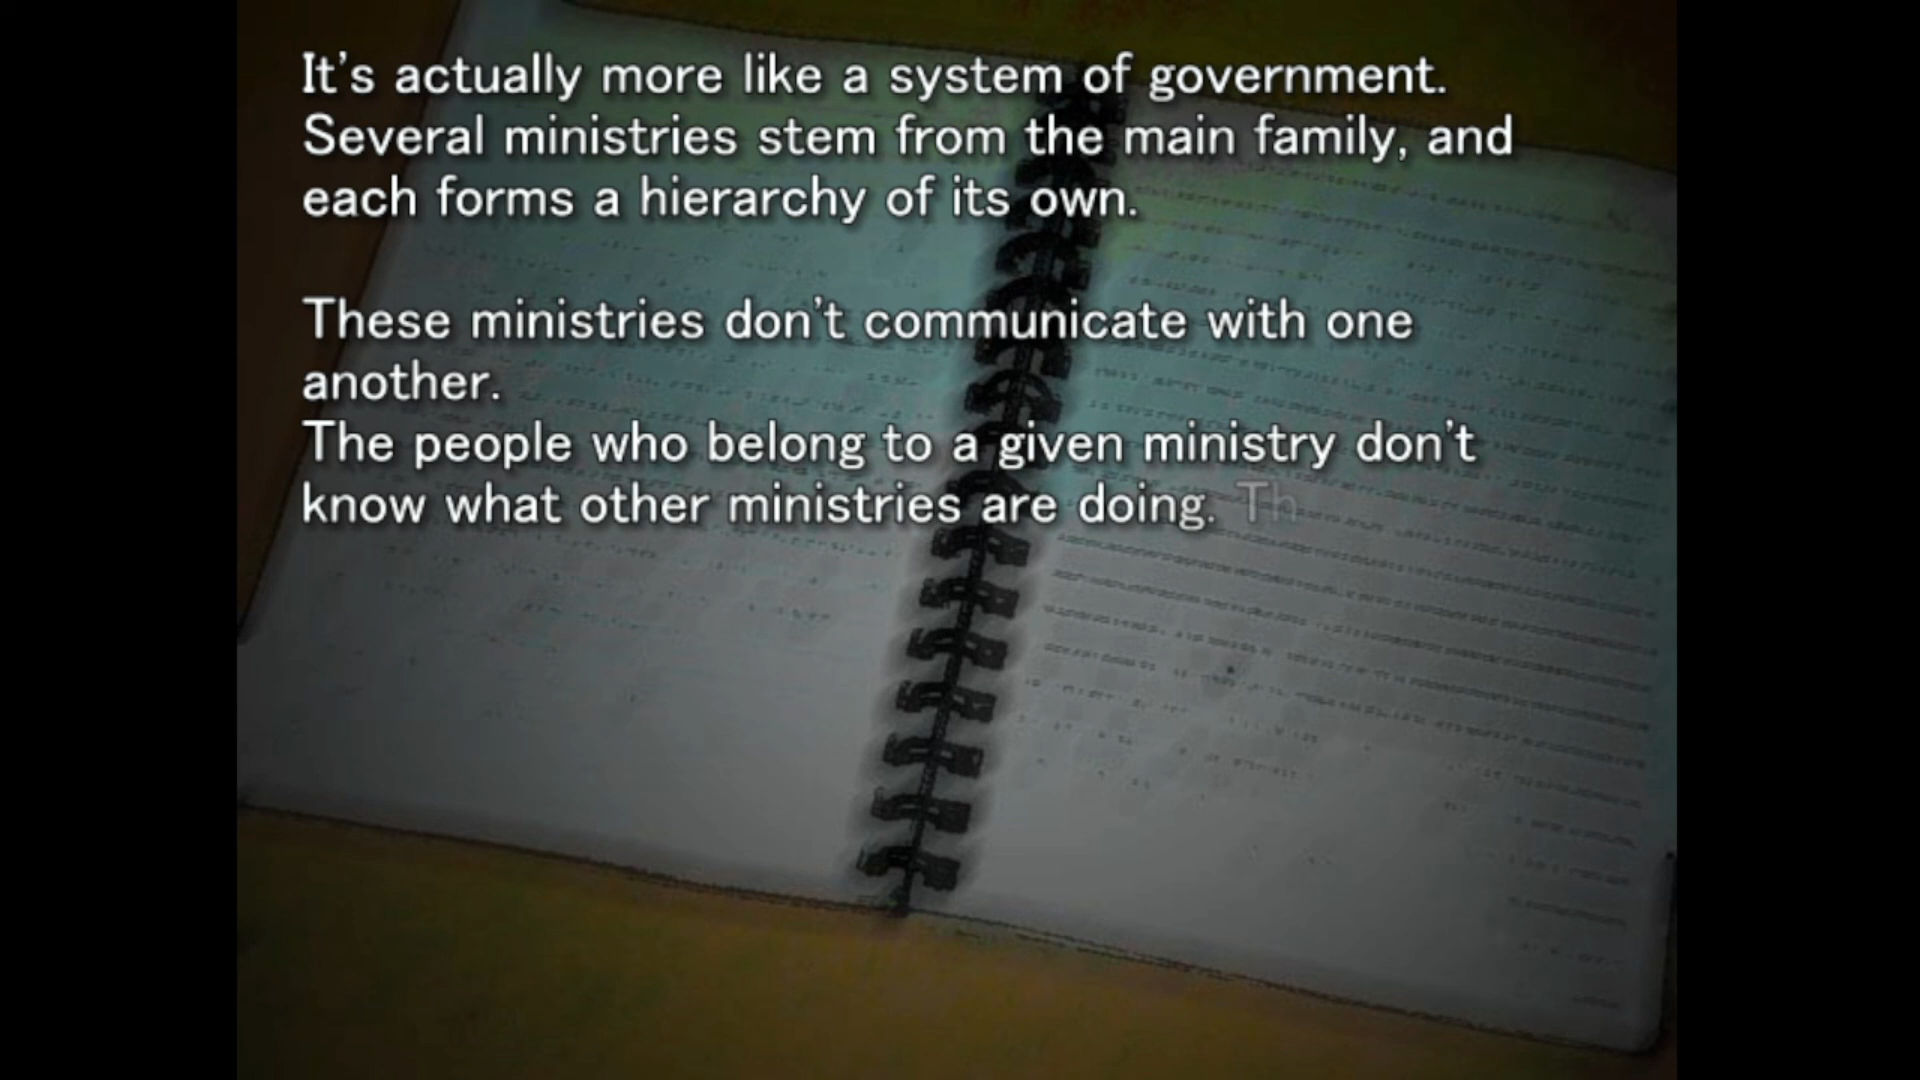 It's actually more like a system of government.
Several ministries stem from the main family, and
each forms a hierarchy of its own.
These ministries don't communicate with one
another.
The people who belong to a given ministry don't
know what other ministries are doing. Th